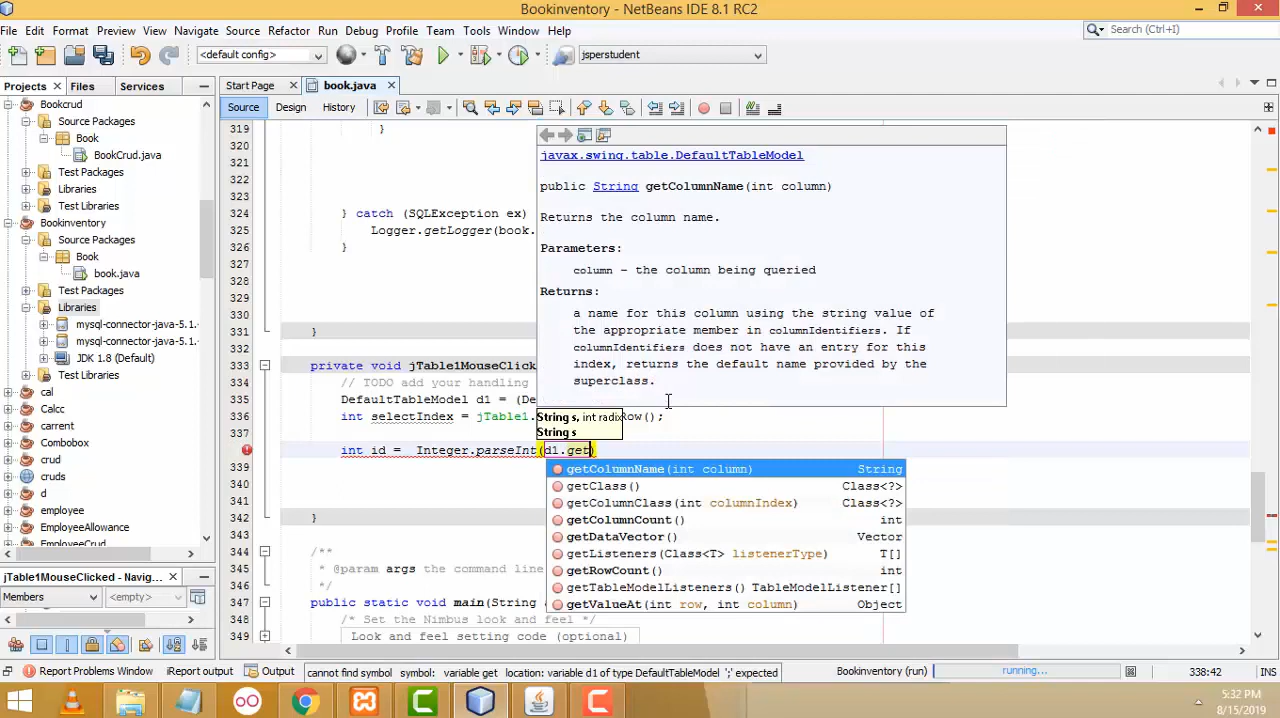 Bookinventory - NetBeans IDE 8.1 RC2
File Edit Format Preview View Navigate Source Refactor Run Debug Profile Team Tools Window Help
Search (Ctrl+I)
<default config>
jsperstudent
Projects Files Services
Start Page book.java
Source Design History
Bookcrud
Source Packages
Book
BookCrud.java
Test Packages
Libraries
Test Libraries
Bookinventory
Source Packages
Book
book.java
Test Packages
Libraries
mysql-connector-java-5.1.
mysql-connector-java-5.1.
JDK 1.8 (Default)
Test Libraries
cal
Calcc
carrent
Combobox
crud
cruds
d
employee
EmployeeAllowance
EmployeeCrud
jTable1MouseClicked - Navig...
Members <empty>
319 }
320
321
322
323
324 } catch (SQLException ex)
325 Logger.getLogger(book.
326 }
327
328
329
330
331 }
332
333 private void jTable1MouseClick
334 // TODO add your handling
335 DefaultTableModel d1 = (De
336 int selectIndex = jTable1. Row();
337
int id = Integer.parseInt(d1.get)
339
340
341
342 }
343
344 /**
345 * @param args the command line
346 */
347 public static void main(String
348 /* Set the Nimbus look and feel */
349 Look and feel setting code (optional)
javax.swing.table.DefaultTableModel
public String getColumnName(int column)
Returns the column name.
Parameters:
column - the column being queried
Returns:
a name for this column using the string value of
the appropriate member in columnIdentifiers. If
columnIdentifiers does not have an entry for this
index, returns the default name provided by the
superclass.
String s, int radix
String s
getColumnName(int column) String
getClass() Class<?>
getColumnClass(int columnIndex) Class<?>
getColumnCount() int
getDataVector() Vector
getListeners(Class<T> listenerType) T[]
getRowCount() int
getTableModelListeners() TableModelListener[]
getValueAt(int row, int column) Object
Report Problems Window iReport output Output
cannot find symbol symbol: variable get location: variable d1 of type DefaultTableModel ';' expected
Bookinventory (run) running...
338:42 INS
5:32 PM
8/15/2019